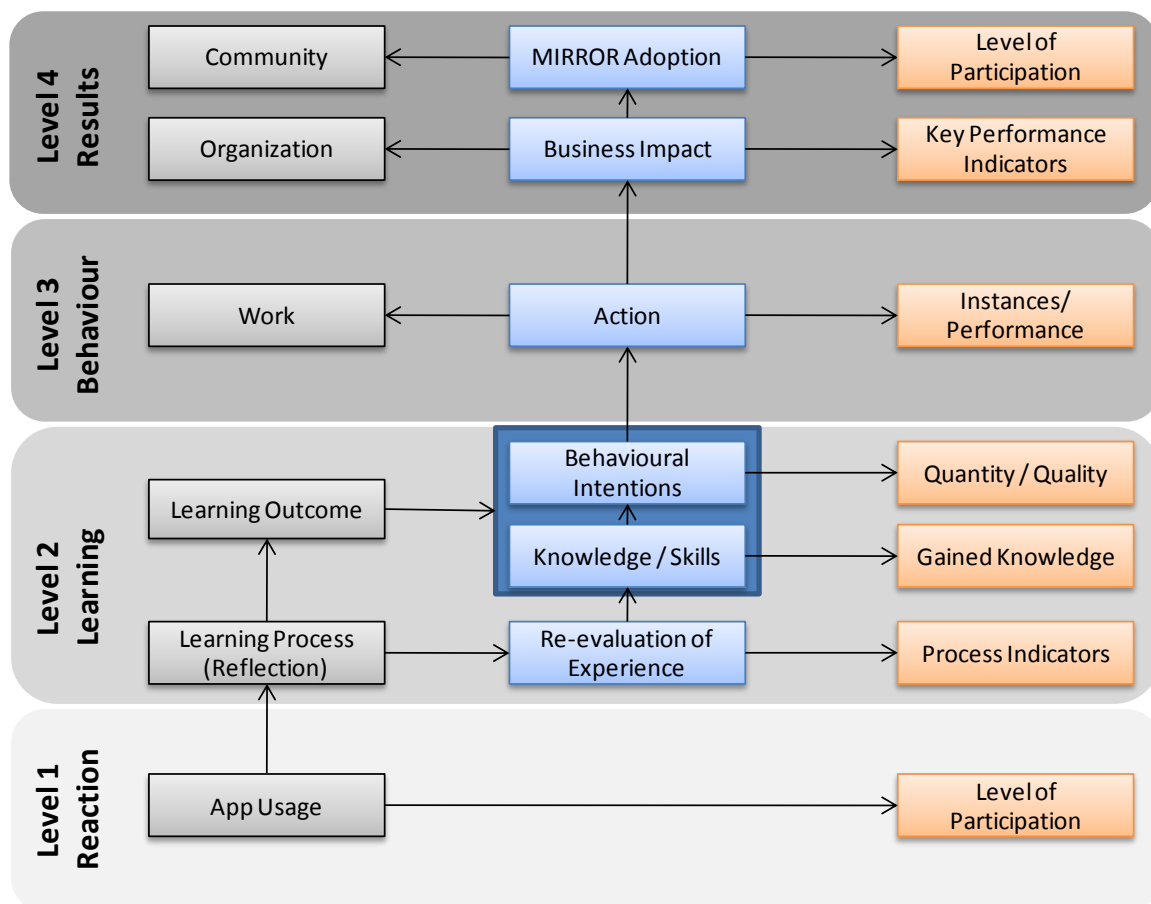 Level 4
Results
Community
MIRROR Adoption
Level of
Participation
Organization
Business Impact
Key Performance
Indicators
Level 3
Behaviour
Work
Action
Instances/
Performance
Level 2
Learning
Learning Outcome
Behavioural
Intentions
Quantity / Quality
Knowledge / Skills
Gained Knowledge
Learning Process
(Reflection)
Re-evaluation of
Experience
Process Indicators
Level 1
Reaction
App Usage
Level of
Participation